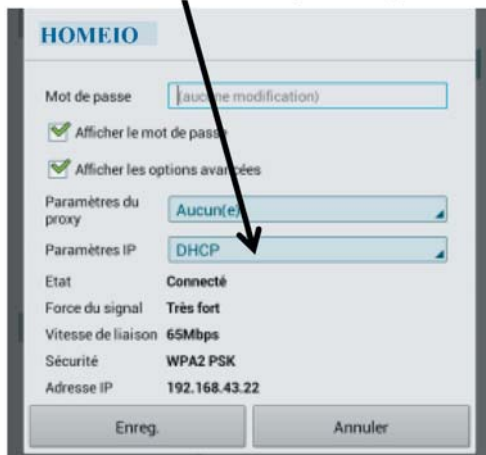 HOMEIO
Mot de passe (aucune modification)
Afficher le mot de passe
Afficher les options avancées
Paramètres du
proxy
Aucun(e)
Paramètres IP DHCP
Etat Connecté
Force du signal Très fort
Vitesse de liaison 65Mbps
Sécurité WPA2 PSK
Adresse IP 192.168.43.22
Enreg. Annuler